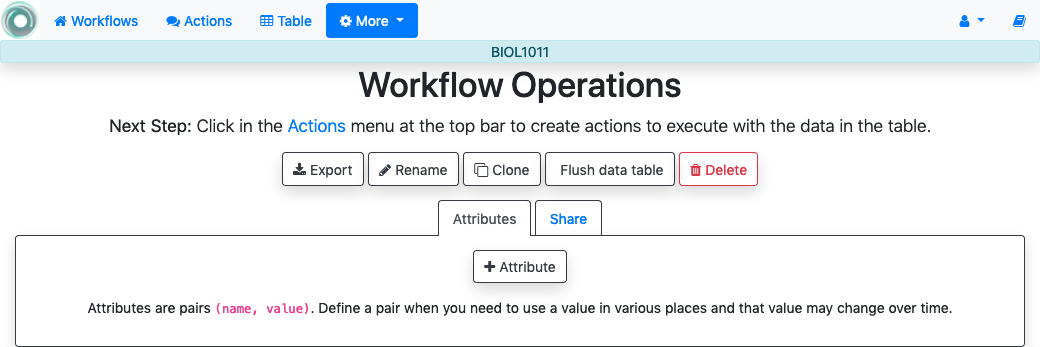 Workflows Actions Table More
BIOL1011
Workflow Operations
Next Step: Click in the Actions menu at the top bar to create actions to execute with the data in the table.
Export Rename Clone Flush data table Delete
Attributes Share
Attribute
Attributes are pairs (name, value). Define a pair when you need to use a value in various places and that value may change over time.